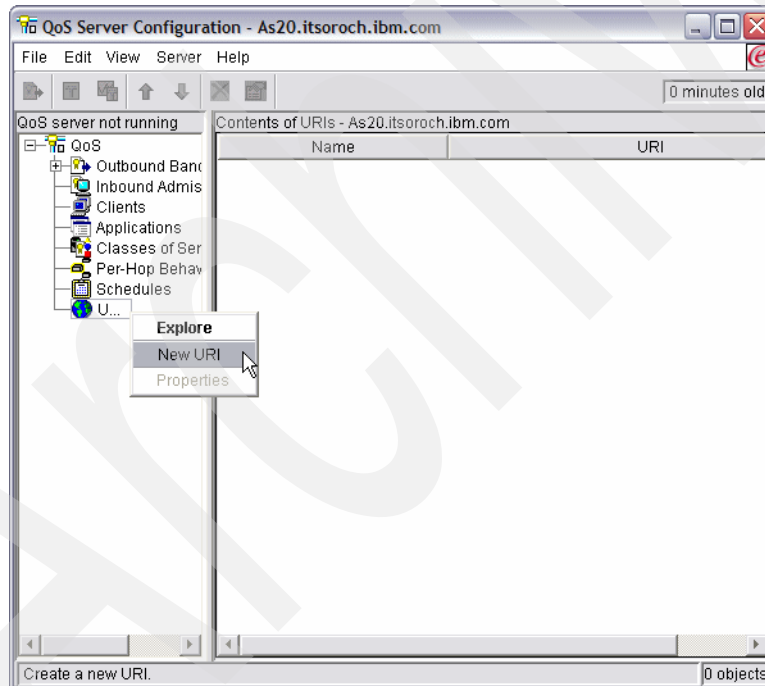 QoS Server Configuration - As20.itsoroch.ibm.com
File Edit View Server Help
0 minutes old
QoS server not running
Contents of URIs - As20.itsoroch.ibm.com
Name URI
QoS
Outbound Band
Inbound Admis
Clients
Applications
Classes of Ser
Per-Hop Behav
Schedules
U...
Explore
New URI
Properties
Create a new URI.
0 objects